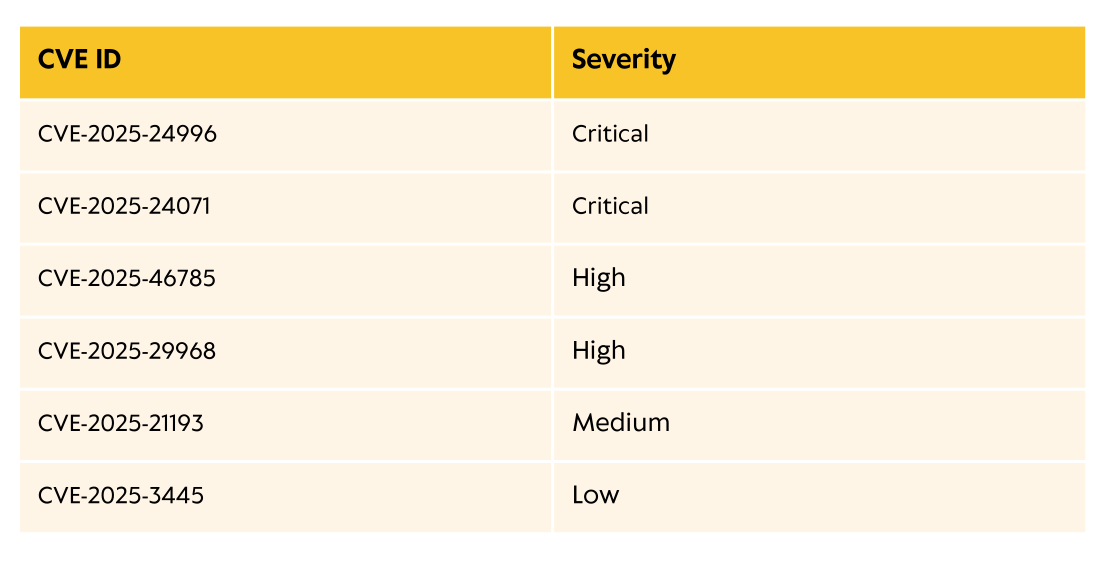 CVE ID Severity
CVE-2025-24996 Critical
CVE-2025-24071 Critical
CVE-2025-46785 High
CVE-2025-29968 High
CVE-2025-21193 Medium
CVE-2025-3445 Low